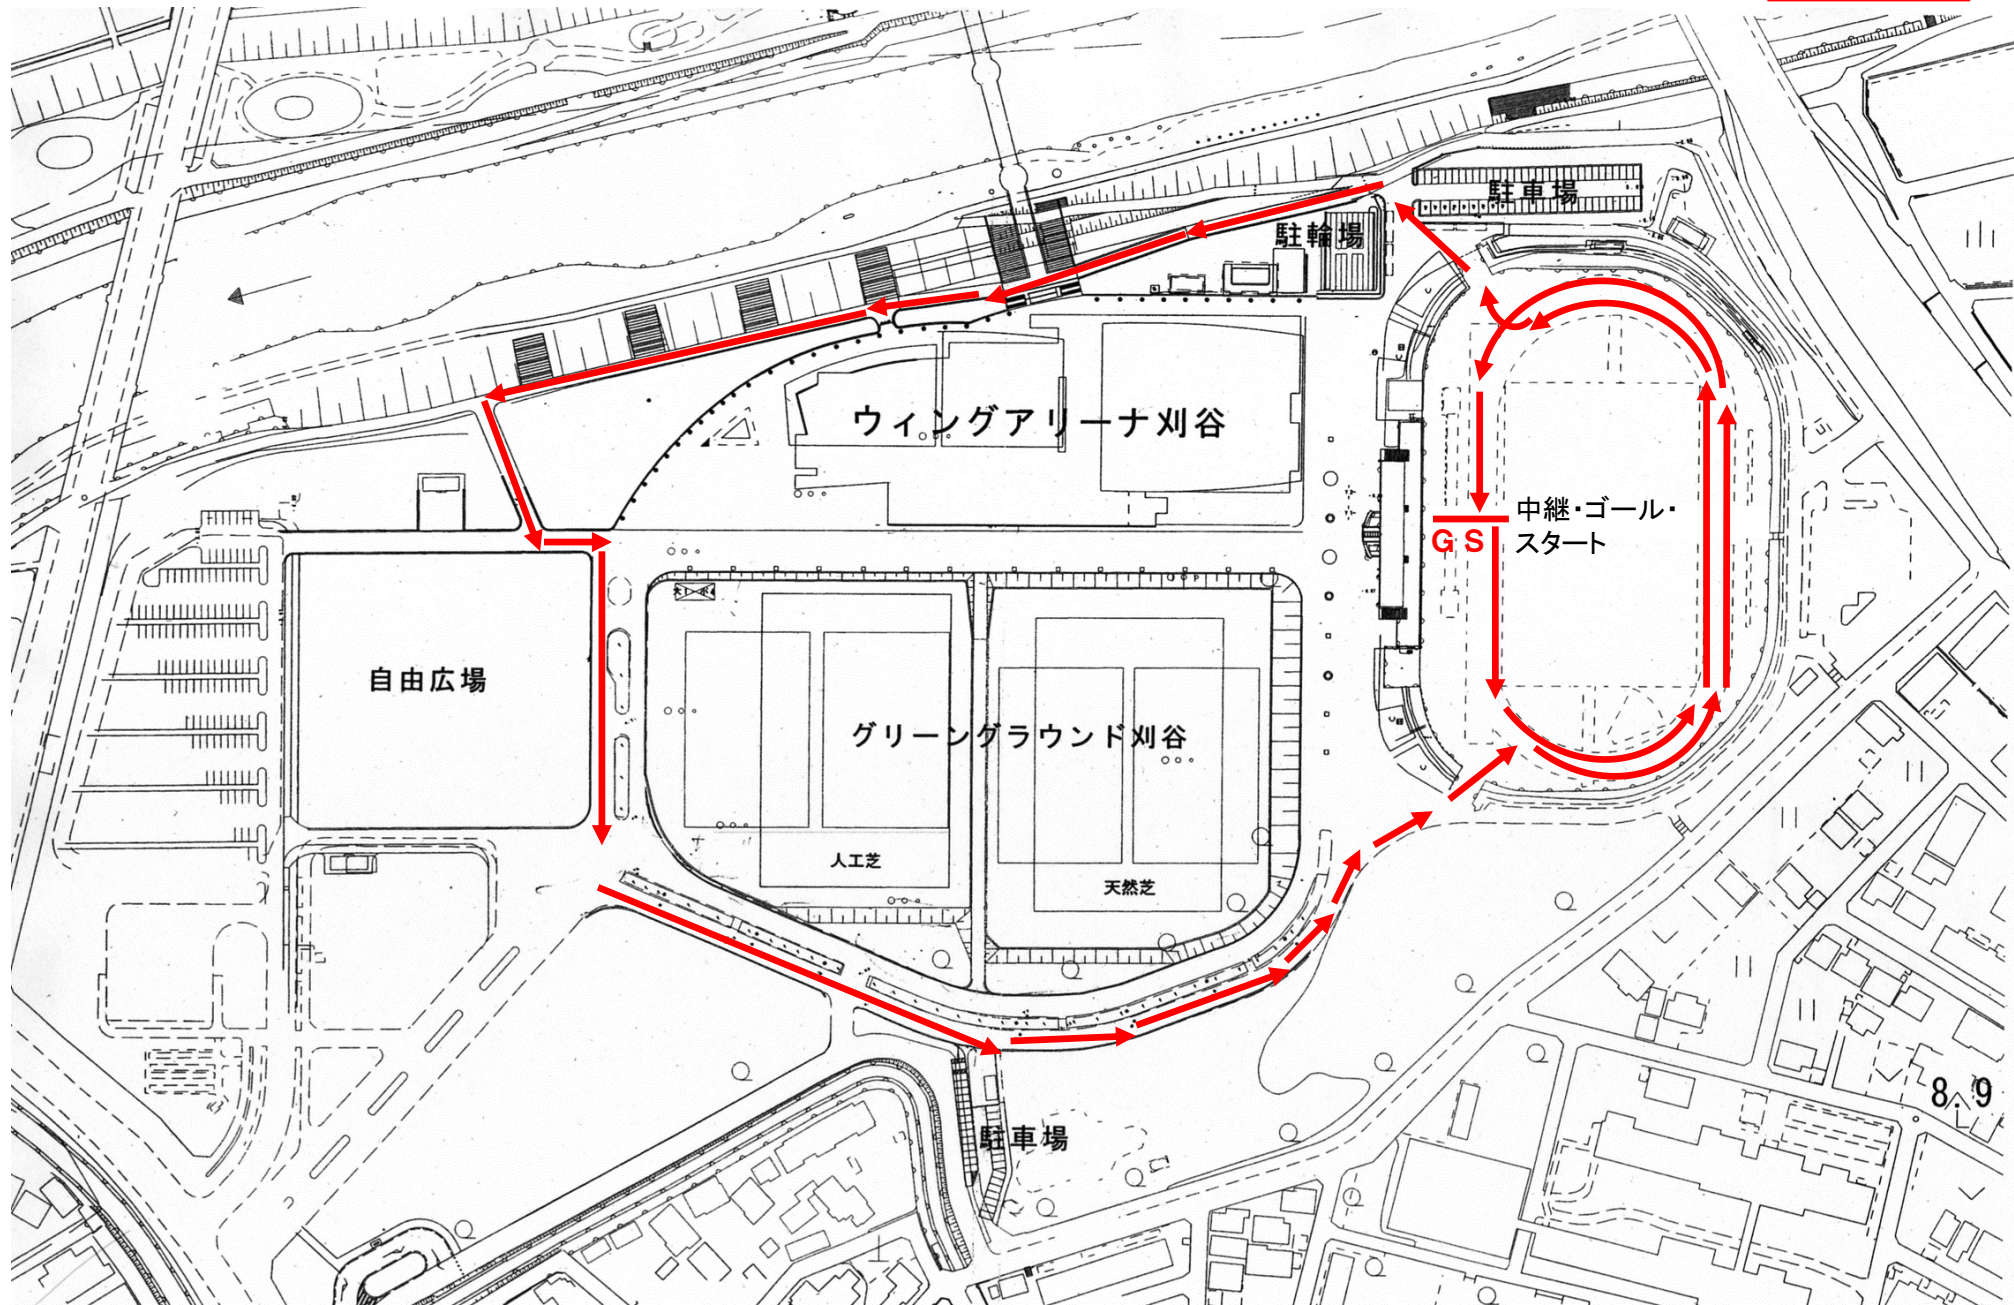 駐車場
駐輪場
ウィングアリーナ刈谷
中継・ゴール・
スタート
G S
自由広場
グリーングラウンド刈谷
人工芝
天然芝
8.9
駐車場